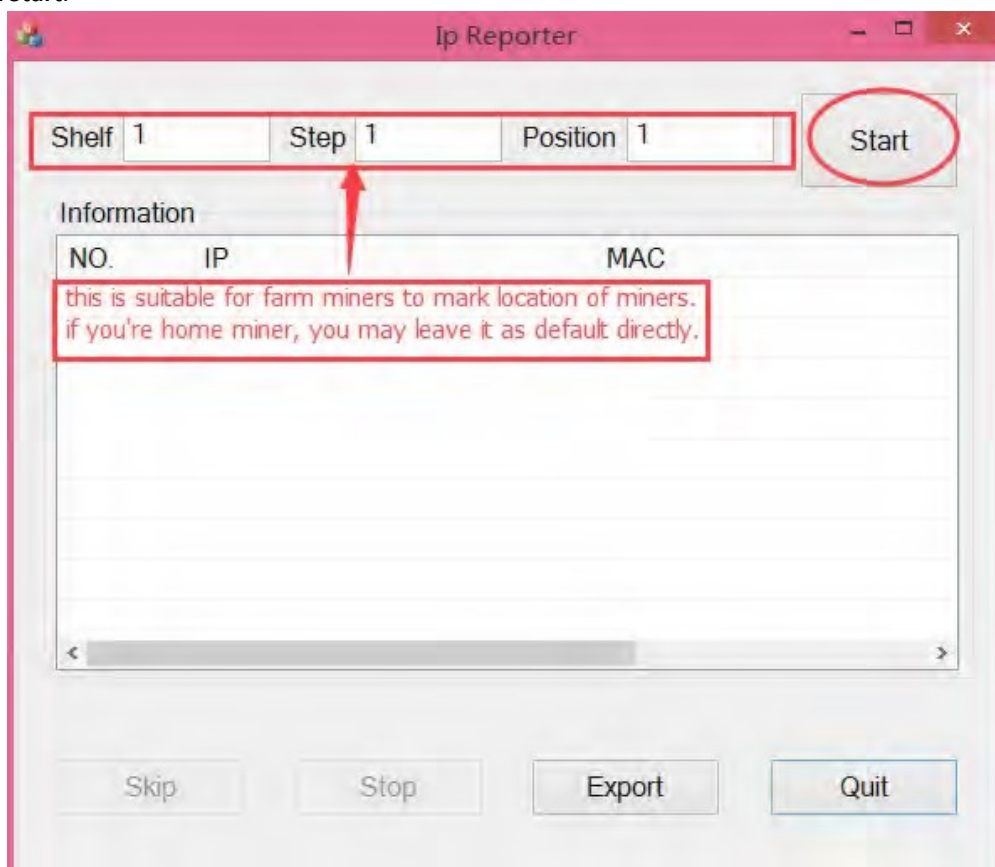 Ip Reporter
Shelf 1 Step 1 Position 1 Start
Information
NO. IP MAC
this is suitable for farm miners to mark location of miners.
if you're home miner, you may leave it as default directly.
Skip Stop Export Quit